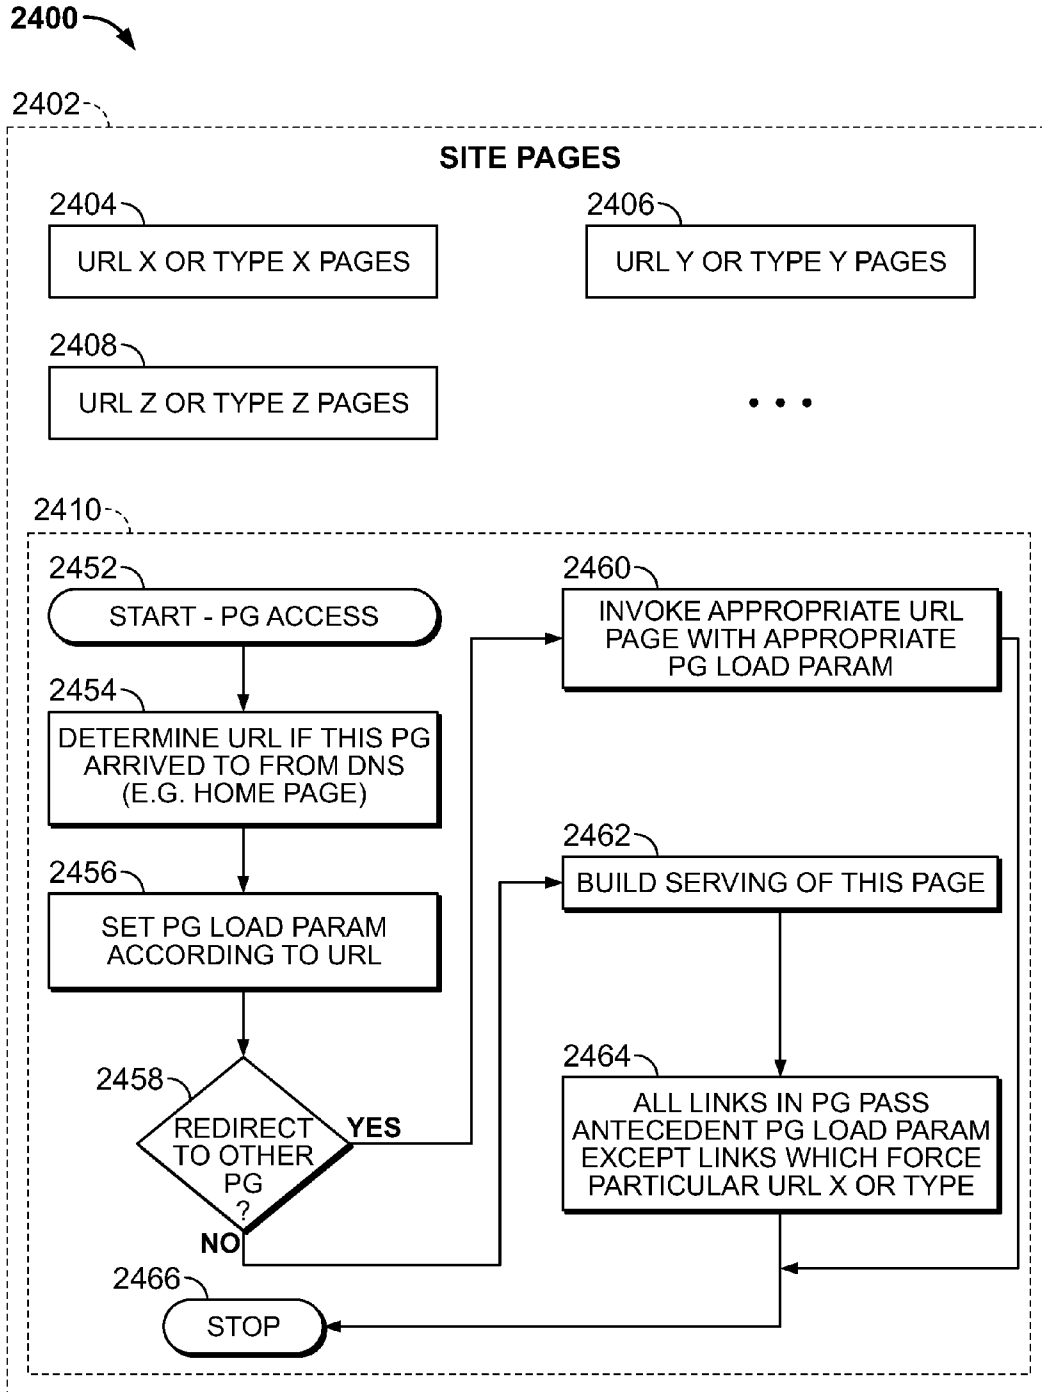 2400
2402
SITE PAGES
2404
URL X OR TYPE X PAGES
2406
URL Y OR TYPE Y PAGES
2408
URL Z OR TYPE Z PAGES
2410
2452
START - PG ACCESS
2454
DETERMINE URL IF THIS PG
ARRIVED TO FROM DNS
(E.G. HOME PAGE)
2456
SET PG LOAD PARAM
ACCORDING TO URL
2458
REDIRECT
TO OTHER
PG
?
YES
NO
2460
INVOKE APPROPRIATE URL
PAGE WITH APPROPRIATE
PG LOAD PARAM
2462
BUILD SERVING OF THIS PAGE
2464
ALL LINKS IN PG PASS
ANTECEDENT PG LOAD PARAM
EXCEPT LINKS WHICH FORCE
PARTICULAR URL X OR TYPE
2466
STOP